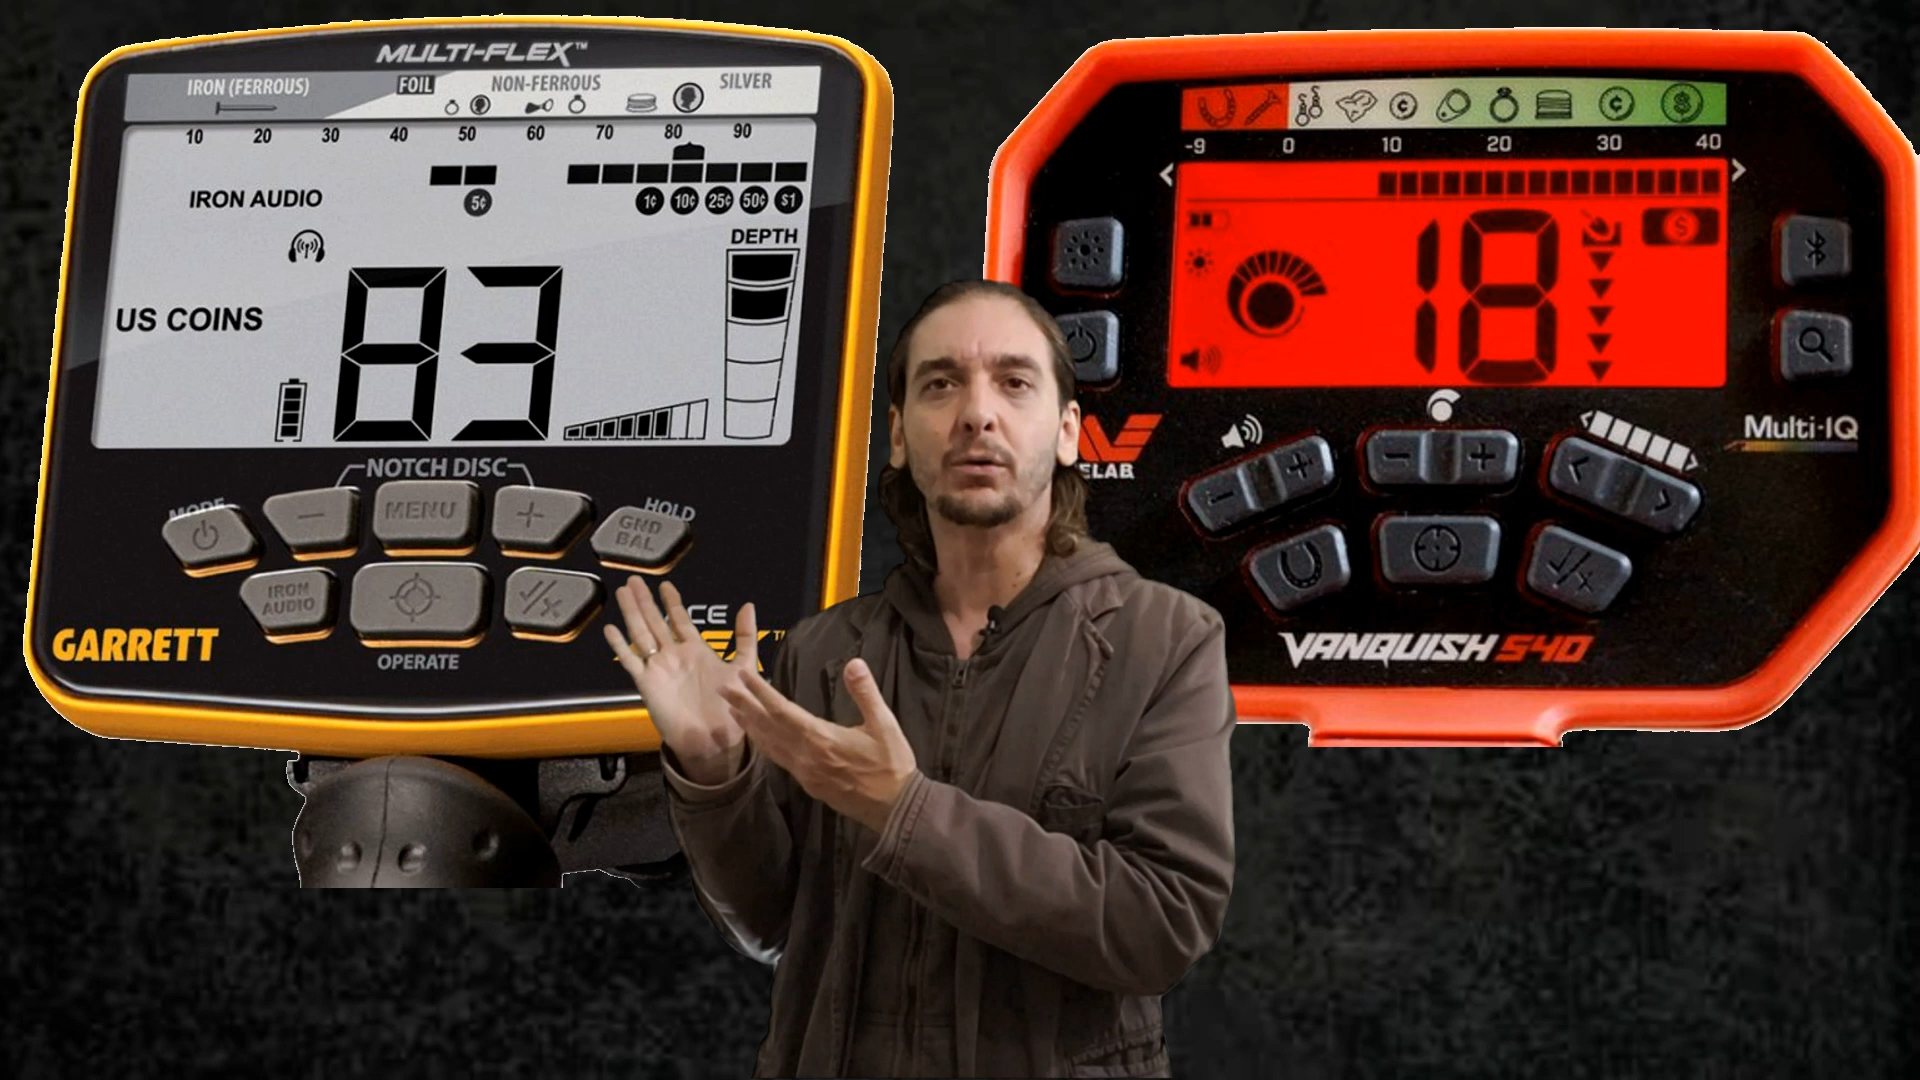 MULTI-FLEX™
IRON (FERROUS) FOIL NON-FERROUS SILVER
10 20 30 40 50 60 70 80 90
IRON AUDIO
5¢ 1¢ 10¢ 25¢ 50¢ $1
DEPTH
US COINS
83
NOTCH DISC
MODE
HOLD
MENU
GND
BAL
IRON
AUDIO
OPERATE
GARRETT
-9 0 10 20 30 40
18
ELAB
Multi-IQ
VANQUISH 540